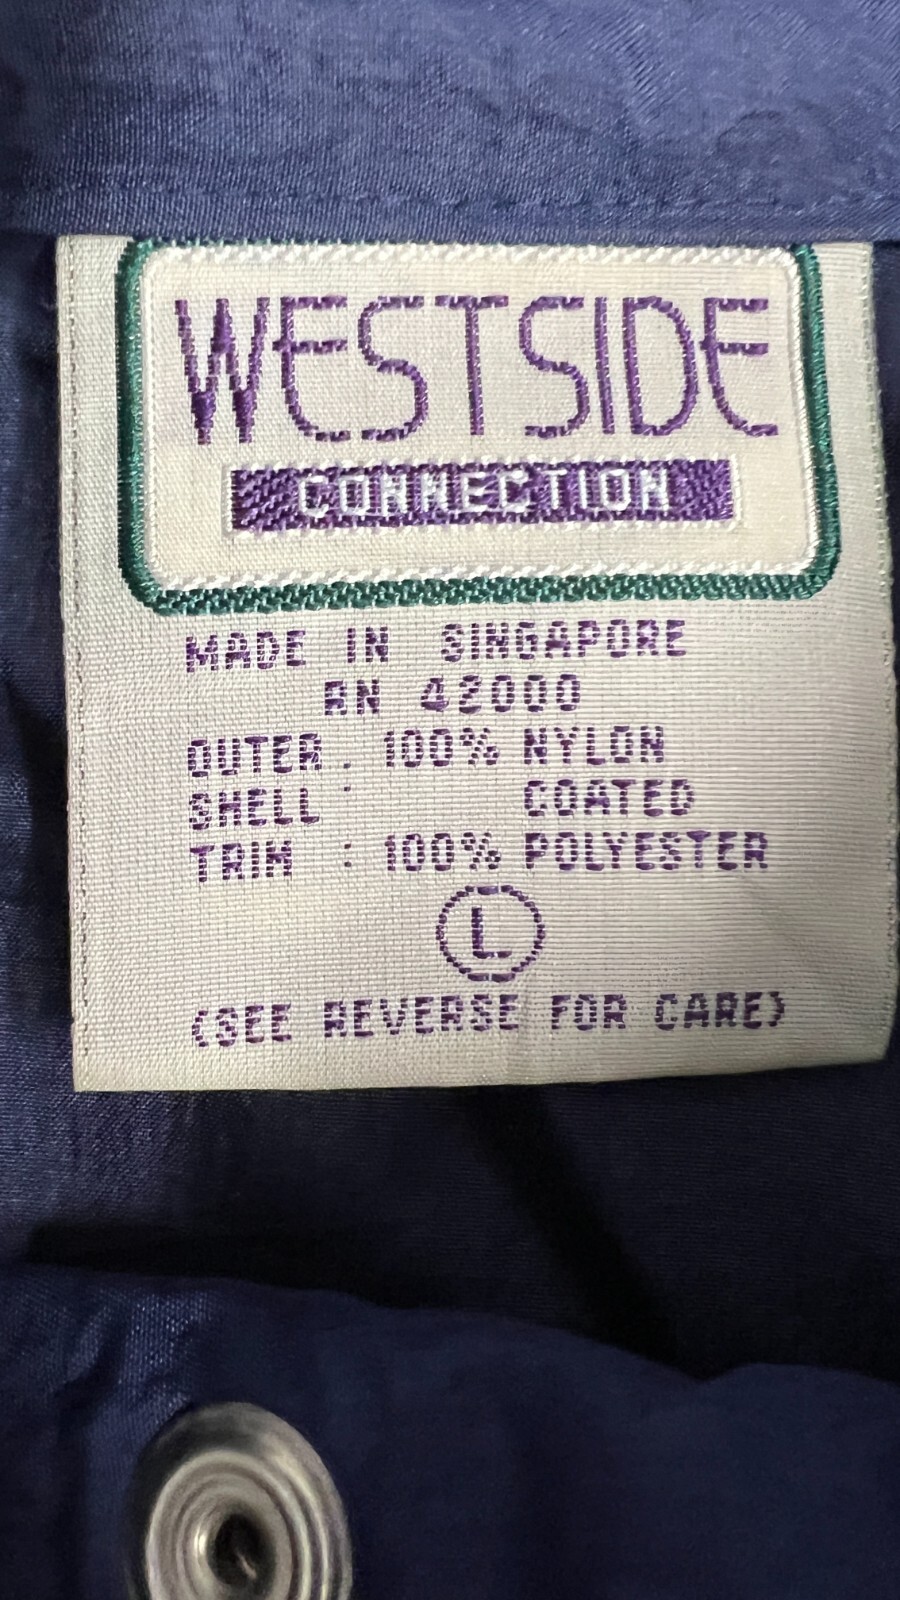 WESTSIDE
CONNECTION
MADE IN SINGAPORE
RN 42000
OUTER : 100% NYLON
SHELL COATED
TRIM : 100% POLYESTER
L
(SEE REVERSE FOR CARE)